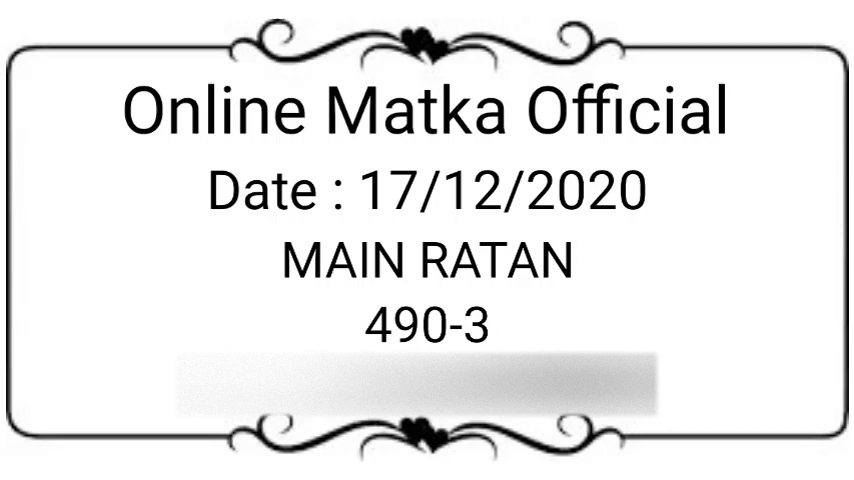 Online Matka Official
Date : 17/12/2020
MAIN RATAN
490-3